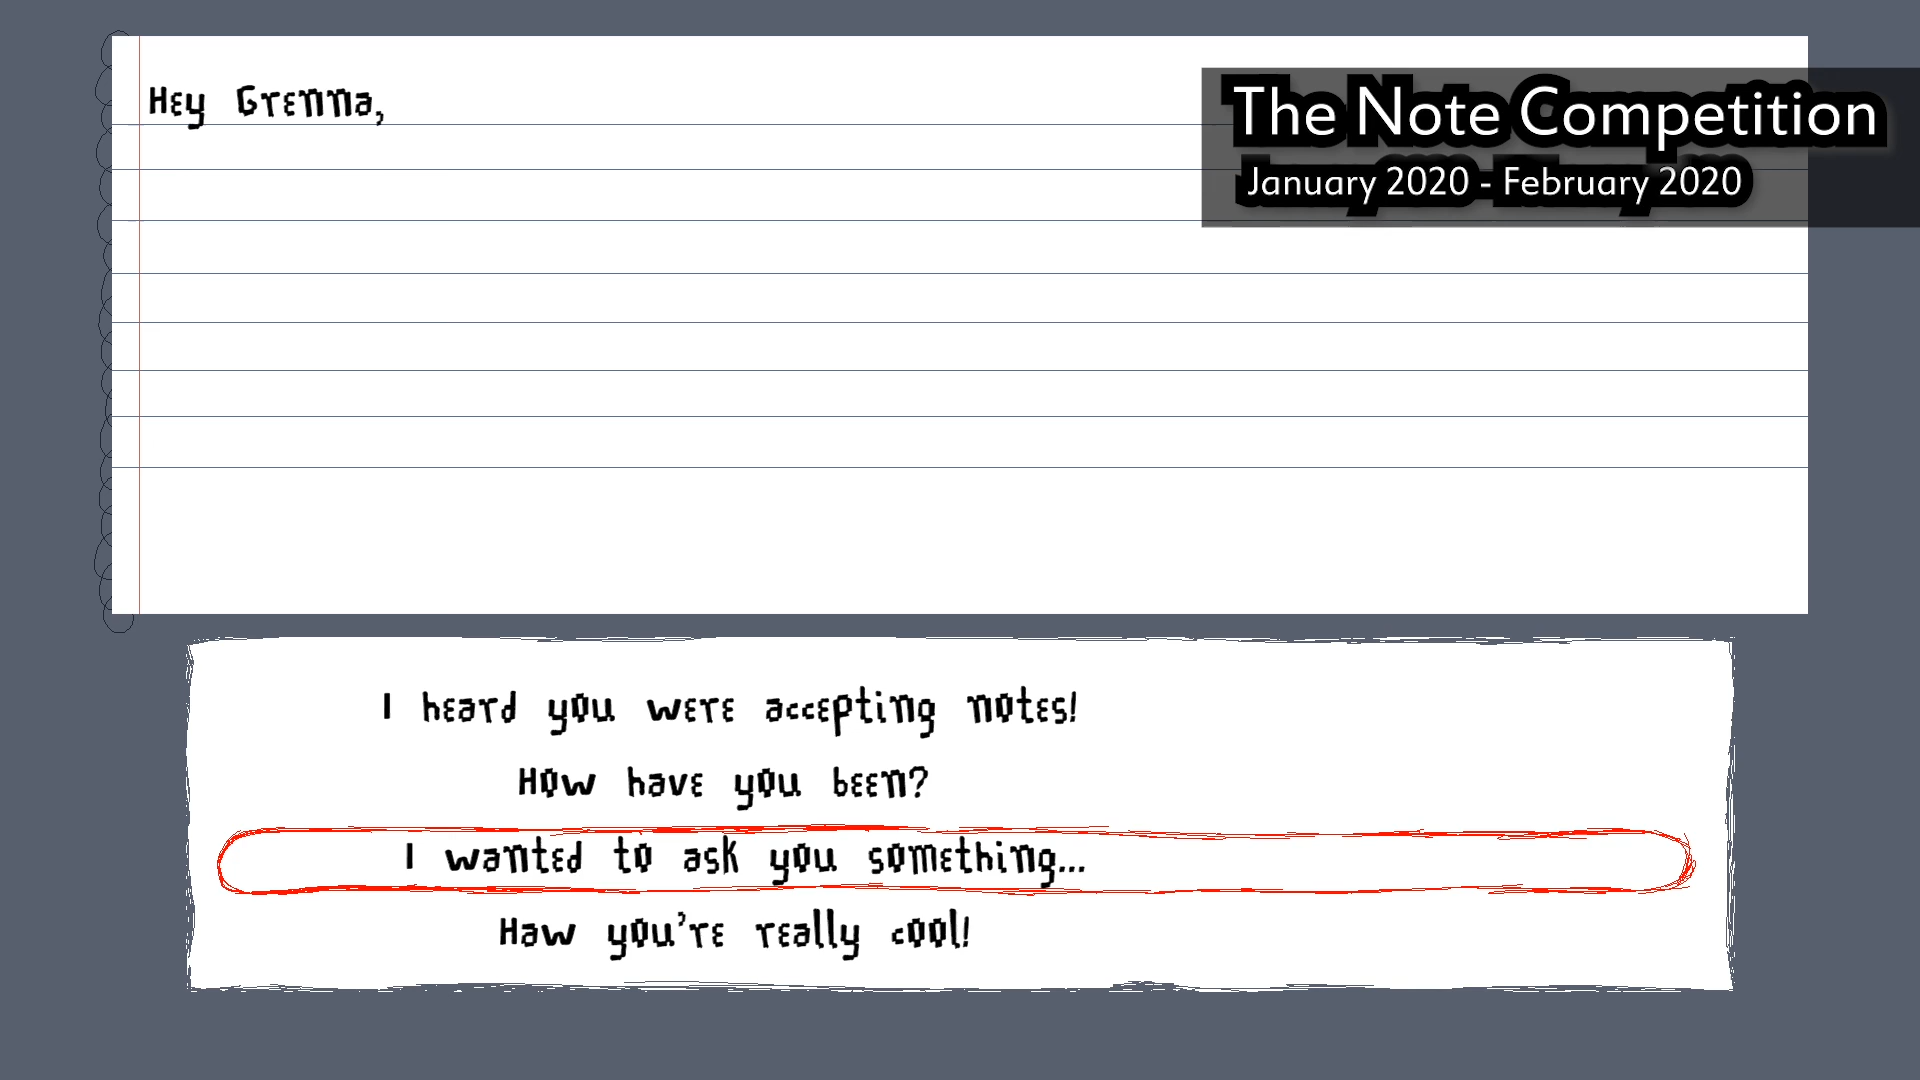 Hey Grenna,
The Note Competition
January 2020 - February 2020
I heard you were accepting notes!
How have you been?
I wanted to ask you something...
Haw you're really cool!